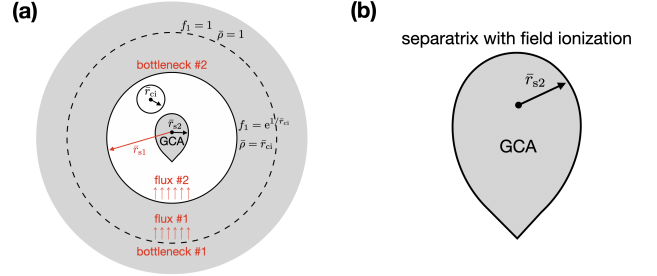 (a)
f₁ = 1
ρ̄ = 1
bottleneck #2
r̄ci
r̄s2
GCA
f₁ = e^1/r̄ci
ρ̄ = r̄ci
r̄s1
flux #2
flux #1
bottleneck #1
(b)
separatrix with field ionization
r̄s2
GCA